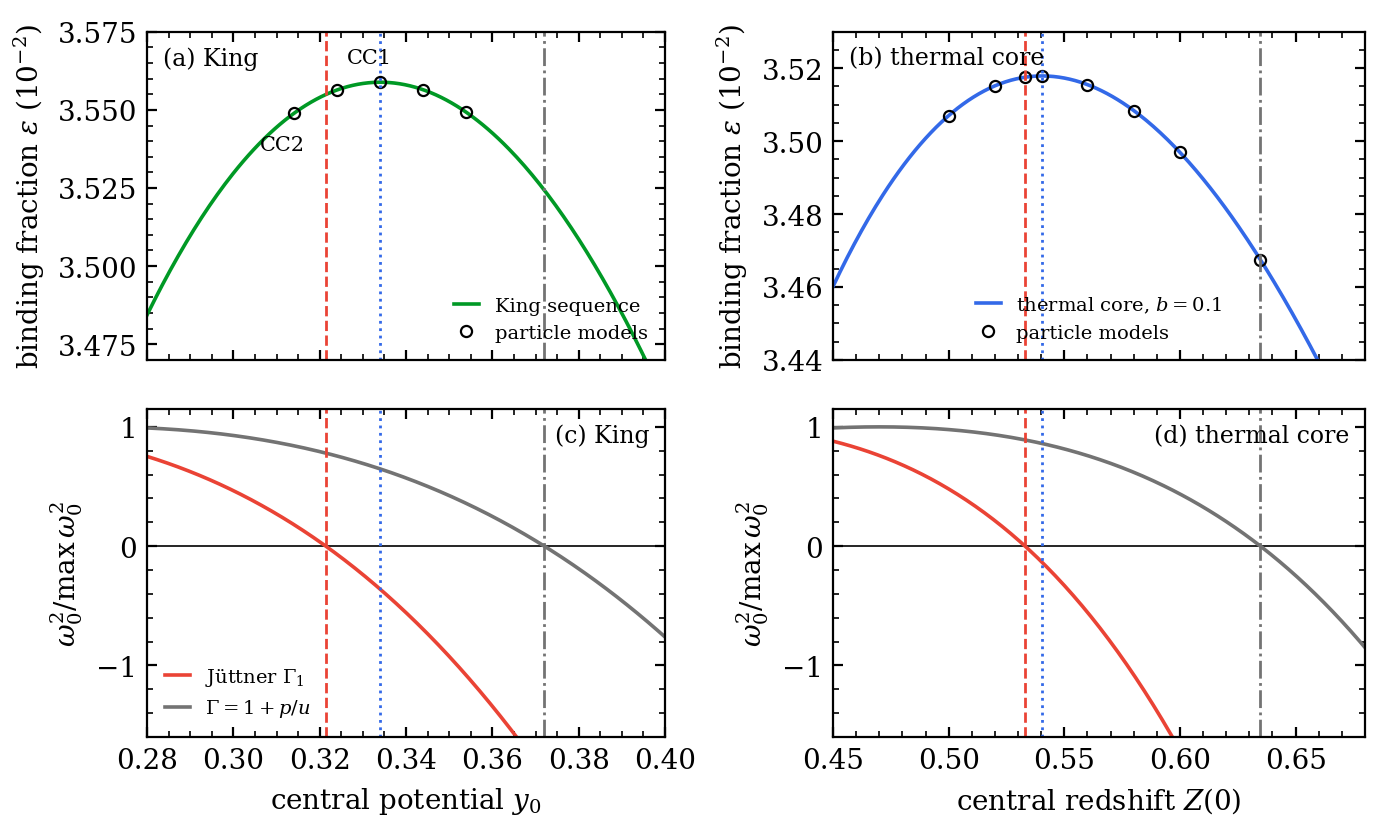 (a) King
CC1
CC2
King sequence
particle models
binding fraction ε (10⁻²)
3.575
3.550
3.525
3.500
3.475
(b) thermal core
thermal core, b = 0.1
particle models
binding fraction ε (10⁻²)
3.52
3.50
3.48
3.46
3.44
(c) King
Jüttner Γ₁
Γ = 1 + p/u
ω₀²/max ω₀²
1
0
−1
0.28 0.30 0.32 0.34 0.36 0.38 0.40
central potential y₀
(d) thermal core
ω₀²/max ω₀²
1
0
−1
0.45 0.50 0.55 0.60 0.65
central redshift Z(0)